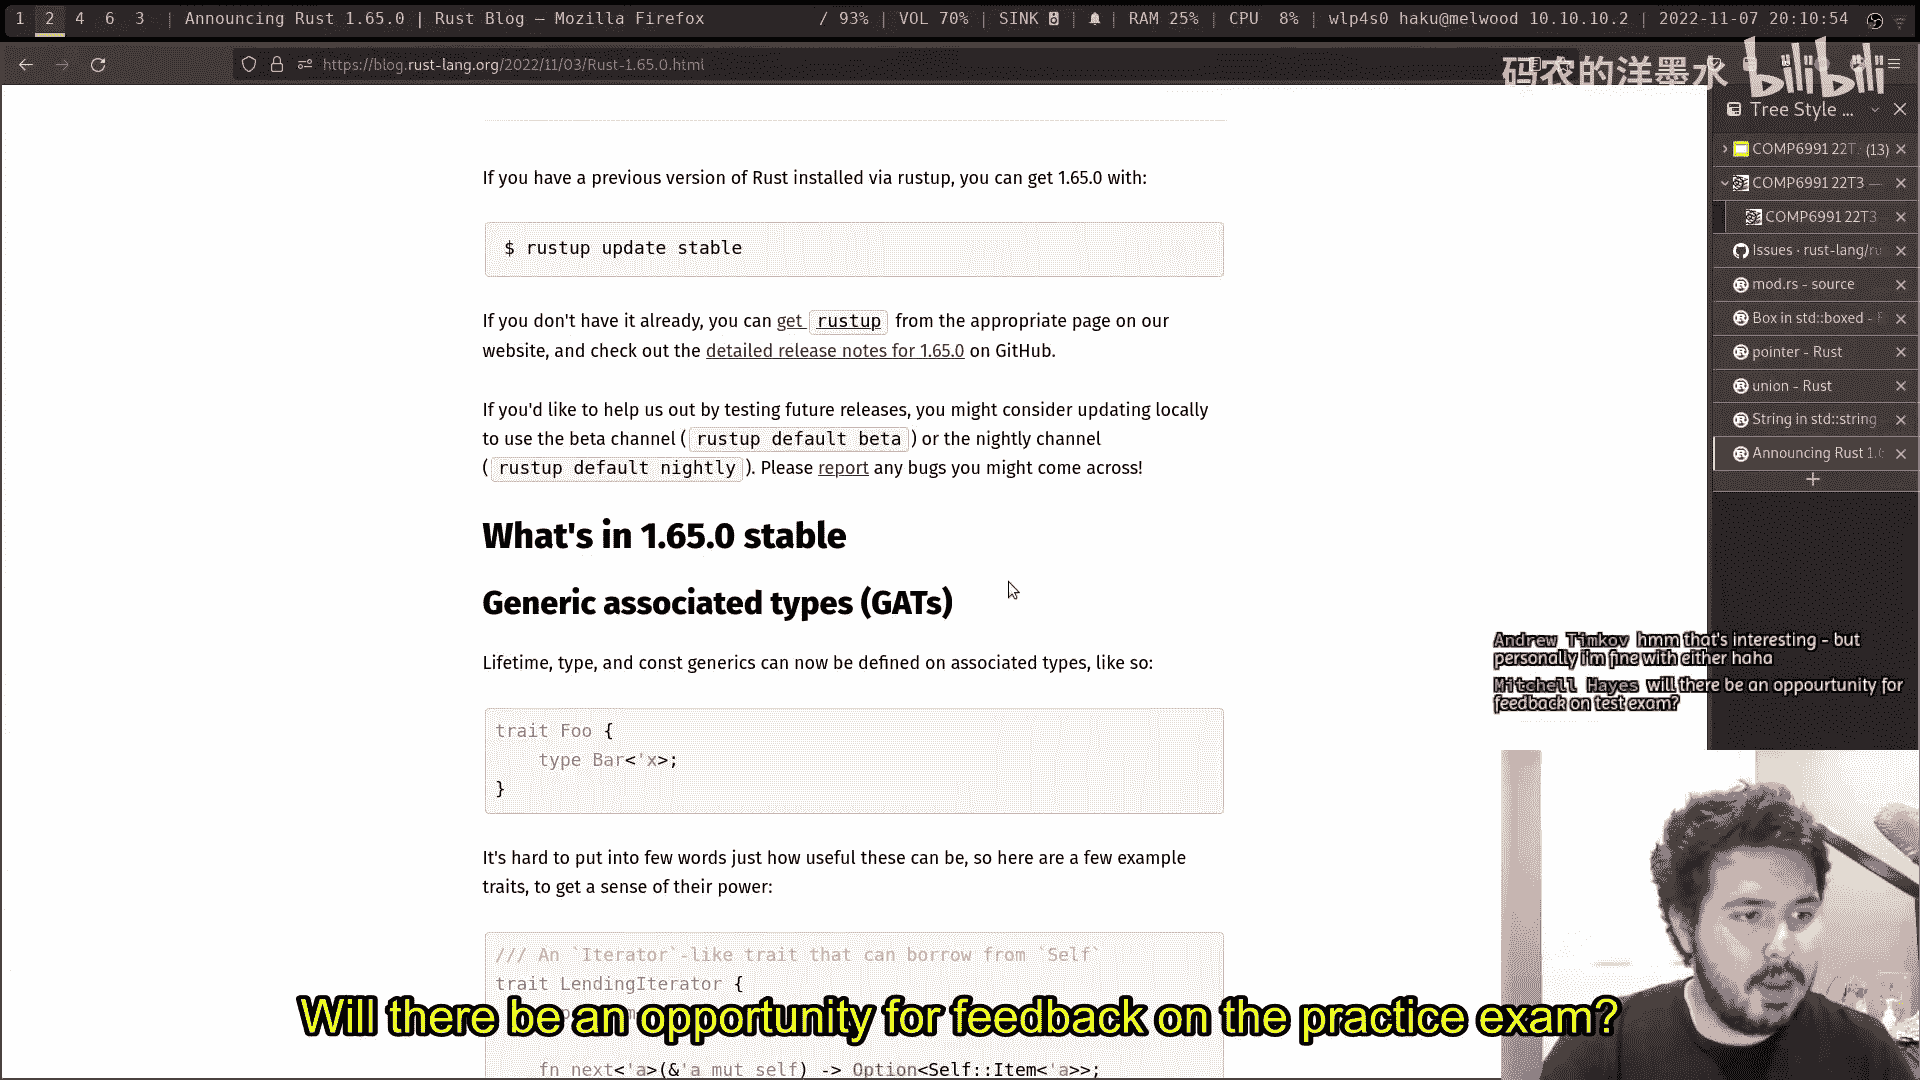 1 2 4 6 3 | Announcing Rust 1.65.0 | Rust Blog — Mozilla Firefox
/ 93% | VOL 70% | SINK | | RAM 25% | CPU 8% | wlp4s0 haku@melwood 10.10.10.2 | 2022-11-07 20:10:54
https://blog.rust-lang.org/2022/11/03/Rust-1.65.0.html
码农的洋墨水 bilibili
Tree Style ...
COMP6991 22T (13)
COMP6991 22T3 —
COMP6991 22T3
Issues · rust-lang/ru
mod.rs - source
Box in std::boxed - R
pointer - Rust
union - Rust
String in std::string
Announcing Rust 1.6
If you have a previous version of Rust installed via rustup, you can get 1.65.0 with:
$ rustup update stable
If you don't have it already, you can get rustup from the appropriate page on our
website, and check out the detailed release notes for 1.65.0 on GitHub.
If you'd like to help us out by testing future releases, you might consider updating locally
to use the beta channel ( rustup default beta ) or the nightly channel
( rustup default nightly ). Please report any bugs you might come across!
What's in 1.65.0 stable
Generic associated types (GATs)
Lifetime, type, and const generics can now be defined on associated types, like so:
trait Foo {
type Bar<'x>;
}
It's hard to put into few words just how useful these can be, so here are a few example
traits, to get a sense of their power:
/// An `Iterator`-like trait that can borrow from `Self`
trait LendingIterator {
fn next<'a>(&'a mut self) -> Option<Self::Item<'a>>;
Andrew Timkov hmm that's interesting - but
personally i'm fine with either haha
Mitchell Hayes will there be an oppourtunity for
feedback on test exam?
Will there be an opportunity for feedback on the practice exam?